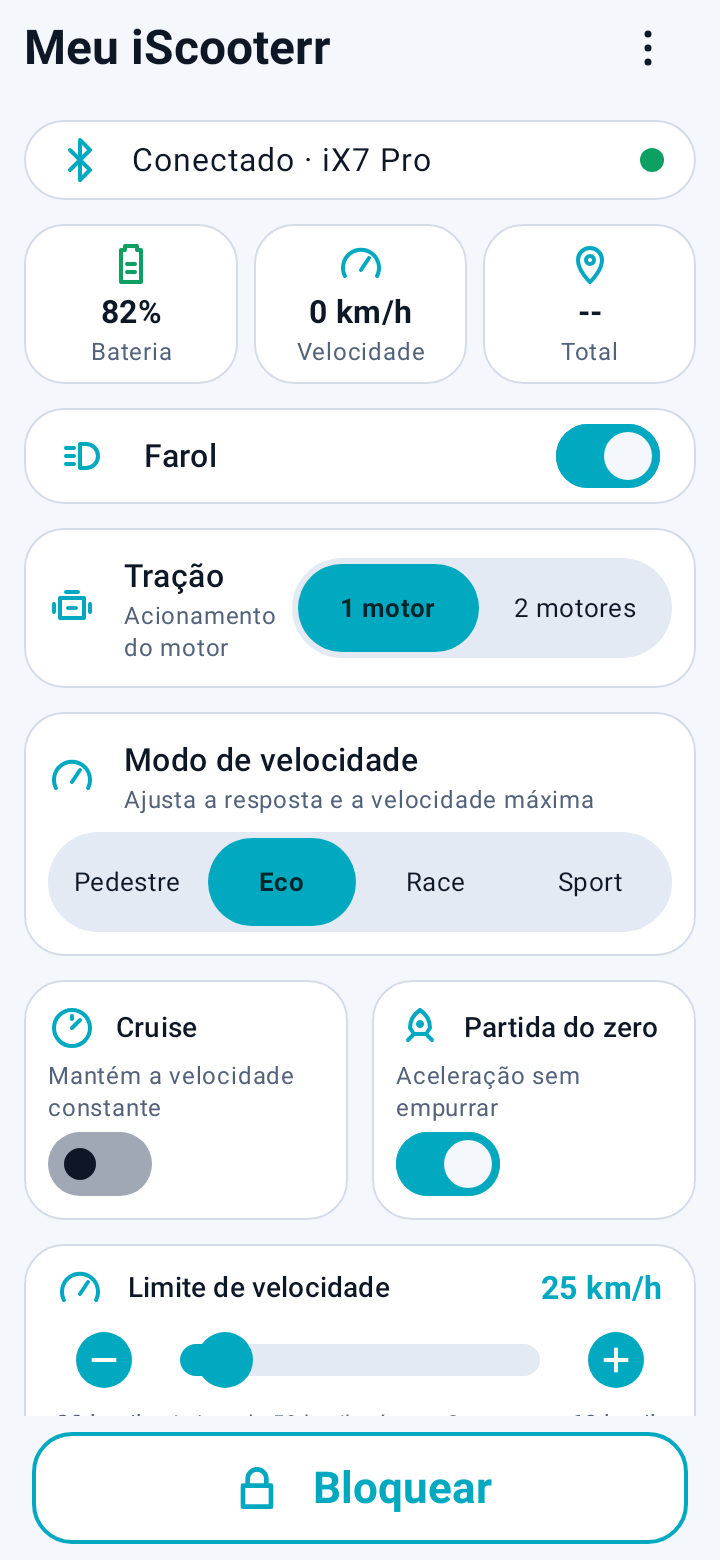 Meu iScooterr
Conectado · iX7 Pro
82%
Bateria
0 km/h
Velocidade
--
Total
Farol
Tração
Acionamento
do motor
1 motor
2 motores
Modo de velocidade
Ajusta a resposta e a velocidade máxima
Pedestre
Eco
Race
Sport
Cruise
Mantém a velocidade
constante
Partida do zero
Aceleração sem
empurrar
Limite de velocidade
25 km/h
Bloquear